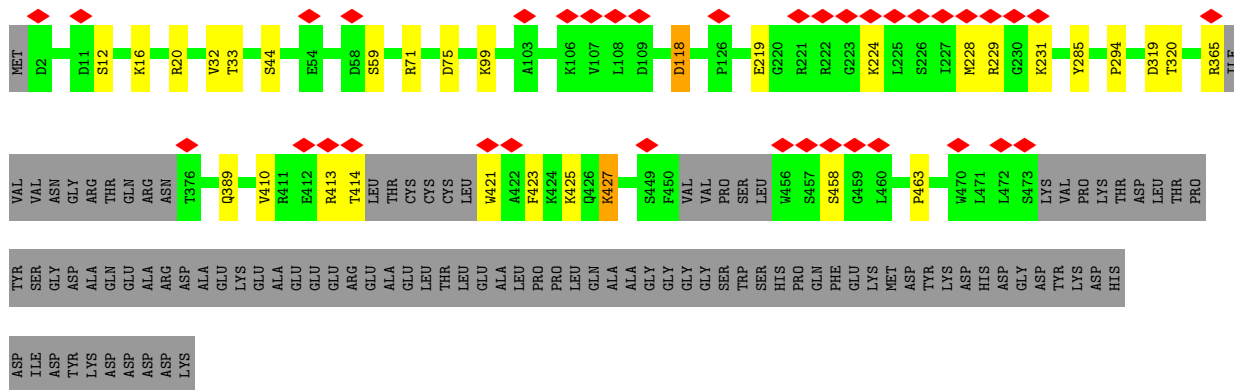 MET D2 D11 S12 K16 R20 V32 T33 S44 E54 D58 S59 R71 D75 K99 A103 K106 V107 L108 D109 D118 P126 E219 G220 R221 R222 G223 K224 L225 S226 I227 M228 R229 G230 K231 Y285 P294 D319 T320 R365 ILE
VAL VAL ASN GLY ARG THR GLN ARG ASN T376 Q389 V410 R411 E412 R413 T414 LEU THR CYS CYS CYS LEU W421 A422 F423 K424 K425 Q426 K427 S449 F450 VAL VAL PRO SER LEU W456 S457 S458 G459 L460 P463 W470 L471 L472 S473 LYS VAL PRO LYS THR ASP LEU THR PRO
TYR SER GLY ASP ALA GLN GLU ALA ARG ASP ALA GLU LYS GLU ALA GLU GLU GLU ARG GLU ALA GLU LEU THR LEU GLU ALA LEU PRO PRO LEU GLN ALA ALA GLY GLY GLY GLY SER TRP SER HIS PRO GLN PHE GLU LYS MET ASP TYR LYS ASP HIS ASP GLY ASP TYR LYS ASP HIS
ASP ILE ASP TYR LYS ASP ASP ASP ASP LYS